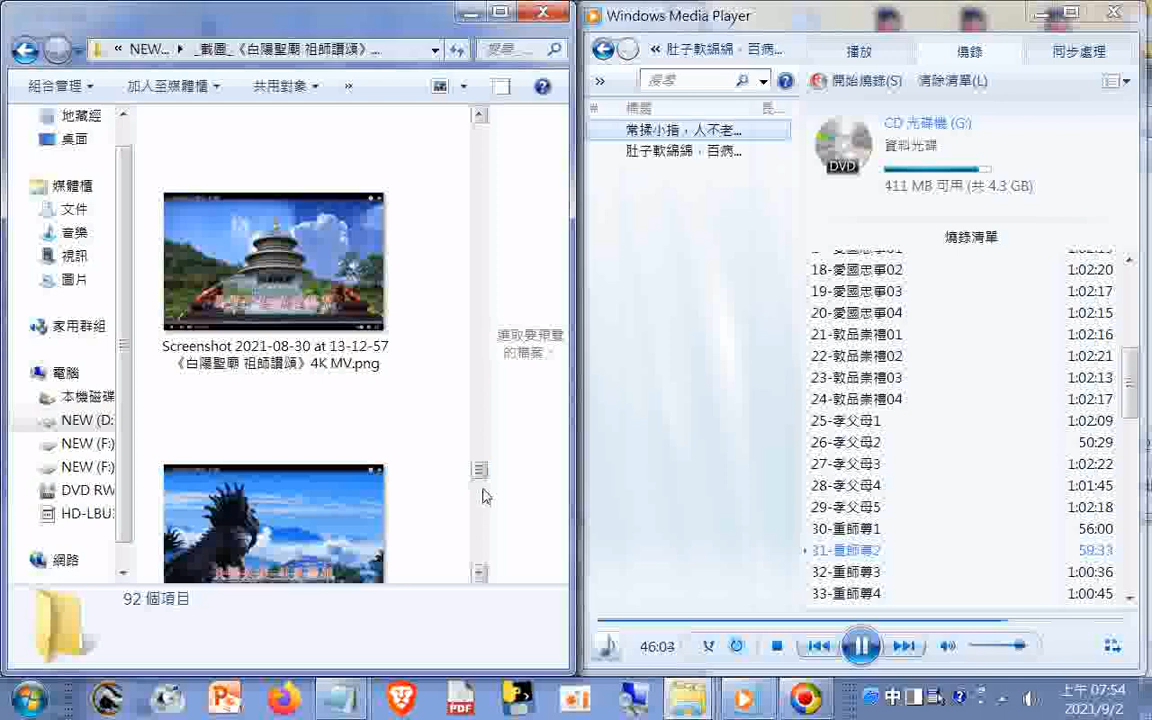 « NEW... ▸ _截圖_《白陽聖廟 祖師讚頌》...
搜尋...
組合管理 ▾
加入至媒體櫃 ▾
共用對象 ▾
»
地藏經
桌面
媒體櫃
文件
音樂
視訊
圖片
家用群組
電腦
本機磁碟
NEW (D:
NEW (F:)
NEW (F:)
DVD RW
HD-LBU
網路
Screenshot 2021-08-30 at 13-12-57
《白陽聖廟 祖師讚頌》4K MV.png
選取要預覽
的檔案。
92 個項目
Windows Media Player
« 肚子軟綿綿，百病...
播放
燒錄
同步處理
»
搜尋
開始燒錄(S)
清除清單(L)
# 標題 長...
常揉小指，人不老...
肚子軟綿綿，百病...
CD 光碟機 (G:)
資料光碟
DVD
411 MB 可用 (共 4.3 GB)
燒錄清單
18-愛國忠事02 1:02:20
19-愛國忠事03 1:02:17
20-愛國忠事04 1:02:15
21-敦品崇禮01 1:02:16
22-敦品崇禮02 1:02:21
23-敦品崇禮03 1:02:13
24-敦品崇禮04 1:02:17
25-孝父母1 1:02:09
26-孝父母2 50:29
27-孝父母3 1:02:22
28-孝父母4 1:01:45
29-孝父母5 1:02:18
30-重師尊1 56:00
31-重師尊2 59:33
32-重師尊3 1:00:36
33-重師尊4 1:00:45
46:03
PDF
中
上午 07:54
2021/9/2